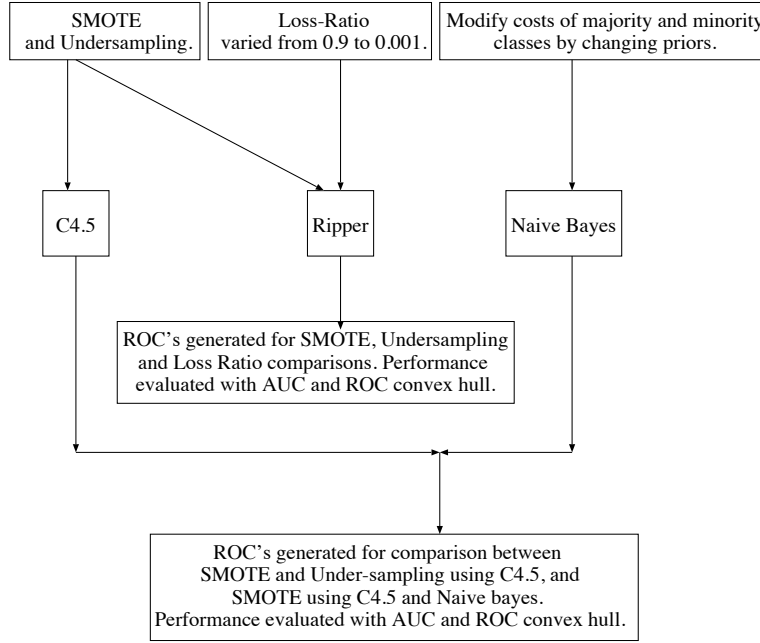 SMOTE
and Undersampling.
Loss-Ratio
varied from 0.9 to 0.001.
Modify costs of majority and minority
classes by changing priors.
C4.5
Ripper
Naive Bayes
ROC's generated for SMOTE, Undersampling
and Loss Ratio comparisons. Performance
evaluated with AUC and ROC convex hull.
ROC's generated for comparison between
SMOTE and Under-sampling using C4.5, and
SMOTE using C4.5 and Naive bayes.
Performance evaluated with AUC and ROC convex hull.